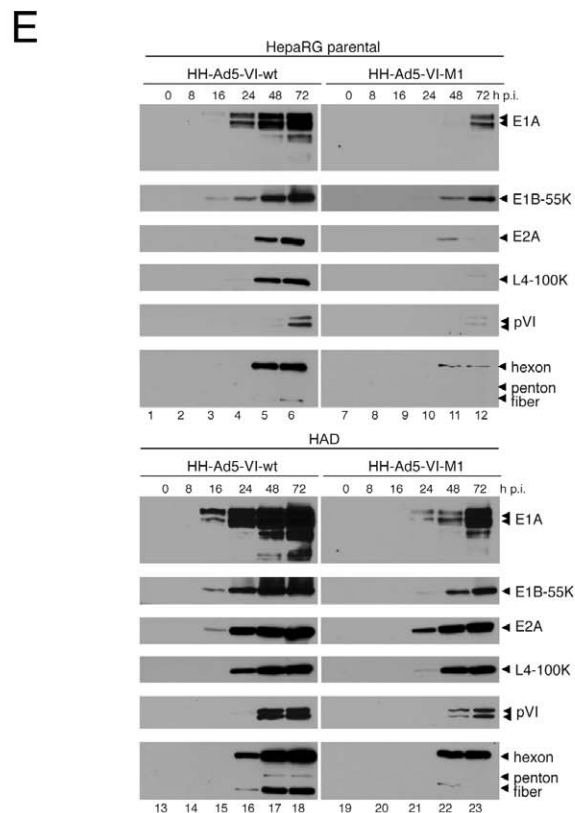 E
HepaRG parental
HH-Ad5-VI-wt HH-Ad5-VI-M1
0 8 16 24 48 72 0 8 16 24 48 72 h p.i.
E1A
E1B-55K
E2A
L4-100K
pVI
hexon
penton
fiber
1 2 3 4 5 6 7 8 9 10 11 12
HAD
HH-Ad5-VI-wt HH-Ad5-VI-M1
0 8 16 24 48 72 0 8 16 24 48 72 h p.i.
E1A
E1B-55K
E2A
L4-100K
pVI
hexon
penton
fiber
13 14 15 16 17 18 19 20 21 22 23